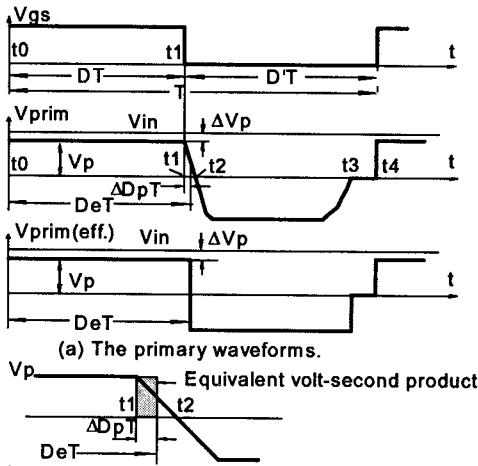 Vgs
t0 t1 t
DT D'T
T
Vprim Vin ΔVp
t0 Vp t1 t2 t3 t4 t
ΔDpT
DeT
Vprim(eff.) Vin ΔVp
Vp t
DeT
(a) The primary waveforms.
Vp Equivalent volt-second product
t1 t2
ΔDpT
DeT